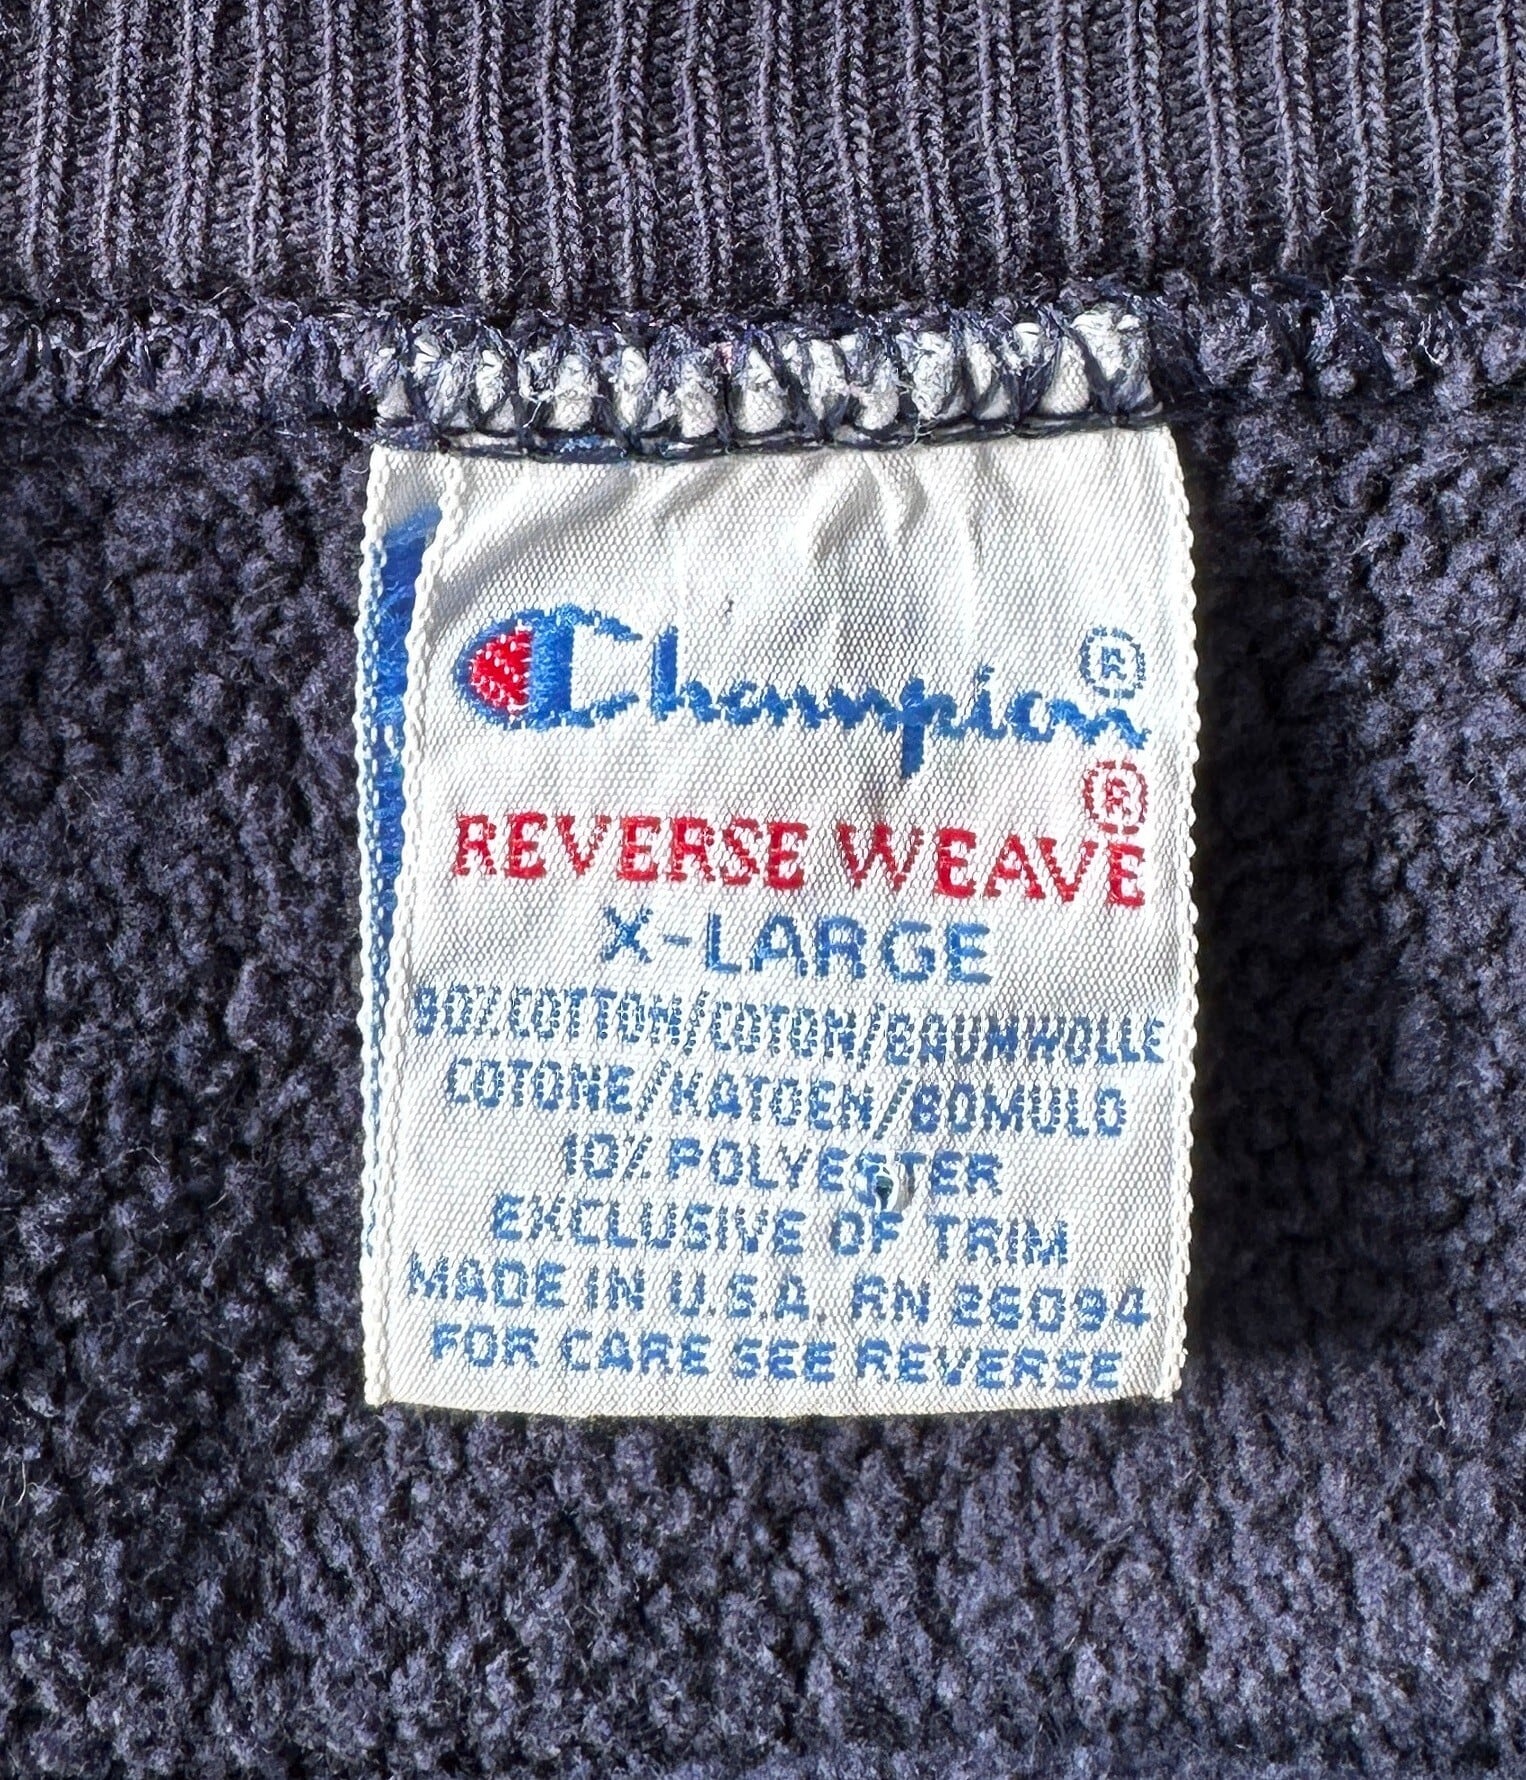 Champion®
REVERSE WEAVE®
X-LARGE
90% COTTON/COTON/BAUMWOLLE
COTONE/KATOEN/BOMULD
10% POLYESTER
EXCLUSIVE OF TRIM
MADE IN U.S.A. RN 26094
FOR CARE SEE REVERSE